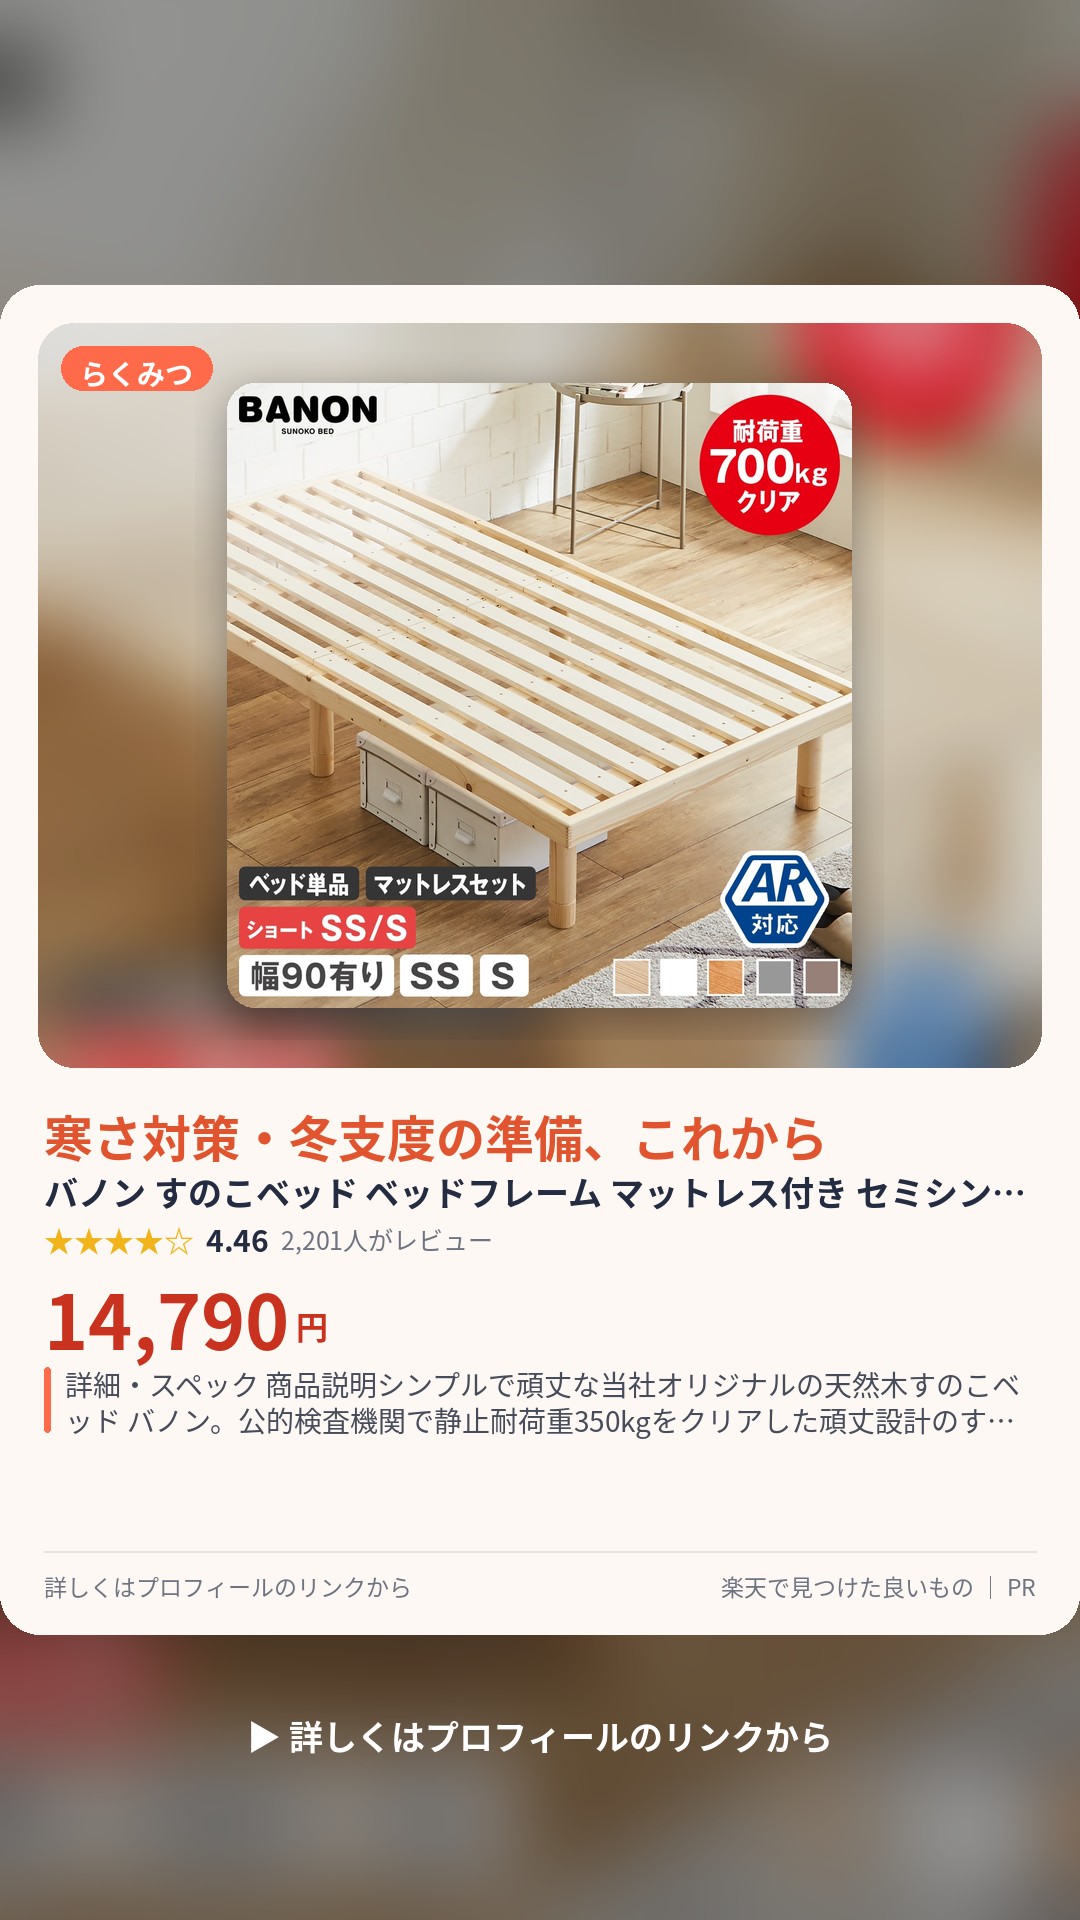 らくみつ
BANON
SUNOKO BED
耐荷重
700kg
クリア
ベッド単品 マットレスセット
ショート SS/S
幅90有り SS S
AR
対応
寒さ対策・冬支度の準備、これから
バノン すのこベッド ベッドフレーム マットレス付き セミシン…
★★★★☆ 4.46 2,201人がレビュー
14,790円
詳細・スペック 商品説明シンプルで頑丈な当社オリジナルの天然木すのこベ
ッド バノン。公的検査機関で静止耐荷重350kgをクリアした頑丈設計のす…
詳しくはプロフィールのリンクから
楽天で見つけた良いもの｜PR
▶ 詳しくはプロフィールのリンクから